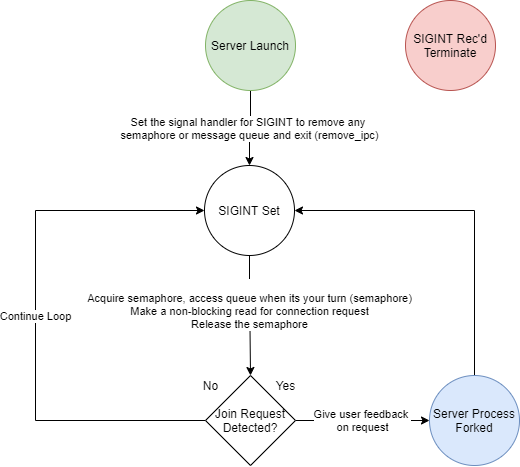 Server Launch
SIGINT Rec'd
Terminate
Set the signal handler for SIGINT to remove any
semaphore or message queue and exit (remove_ipc)
SIGINT Set
Acquire semaphore, access queue when its your turn (semaphore)
Make a non-blocking read for connection request
Release the semaphore
Continue Loop
No
Yes
Join Request
Detected?
Give user feedback
on request
Server Process
Forked